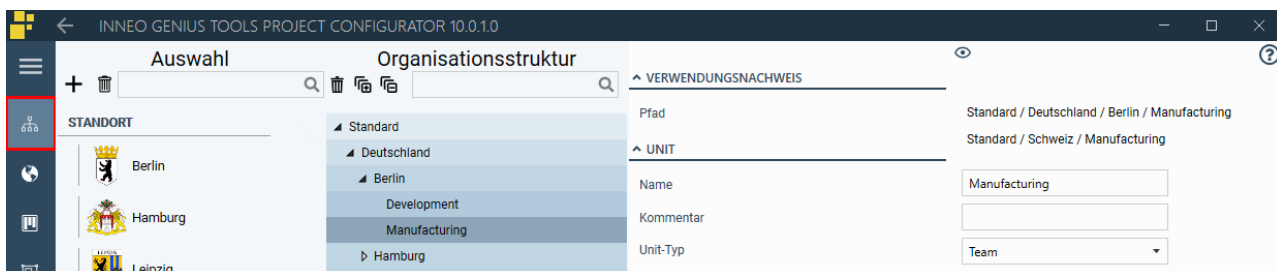 INNEO GENIUS TOOLS PROJECT CONFIGURATOR 10.0.1.0
Auswahl
Organisationsstruktur
STANDORT
Berlin
Hamburg
Leipzig
Standard
Deutschland
Berlin
Development
Manufacturing
Hamburg
VERWENDUNGSNACHWEIS
Pfad
Standard / Deutschland / Berlin / Manufacturing
Standard / Schweiz / Manufacturing
UNIT
Name
Manufacturing
Kommentar
Unit-Typ
Team